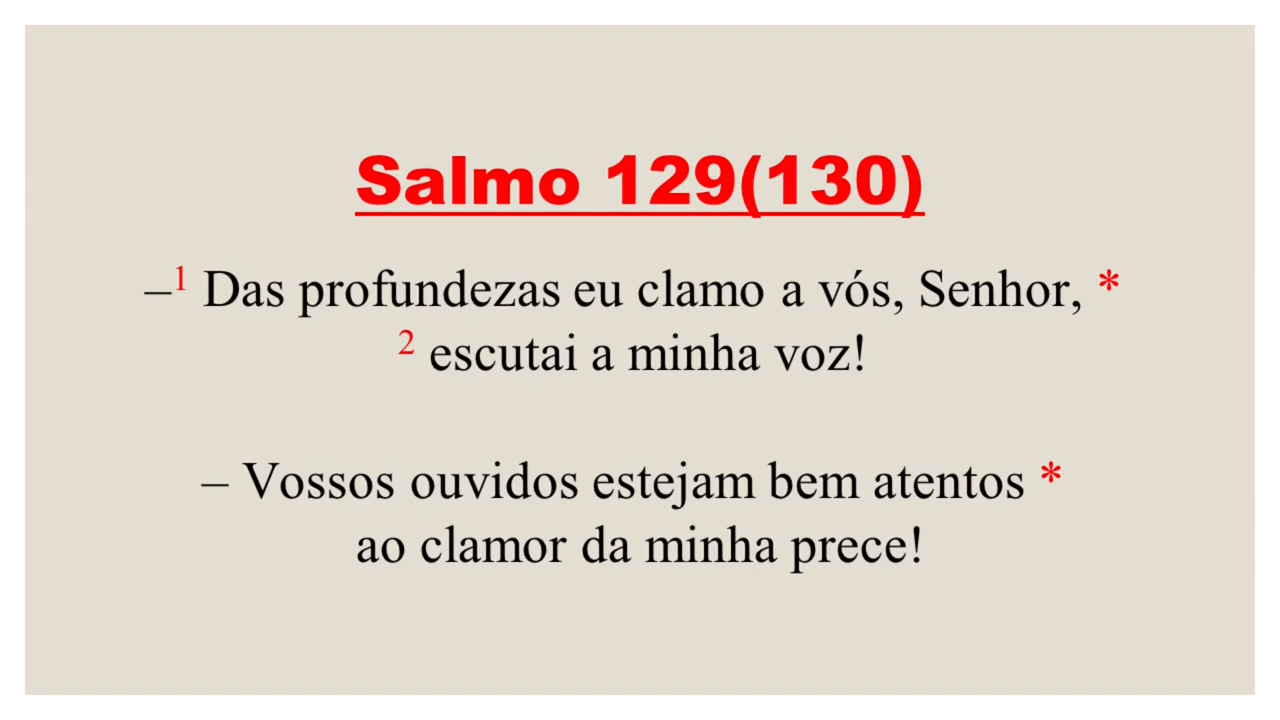 Salmo 129(130)
–¹ Das profundezas eu clamo a vós, Senhor, *
² escutai a minha voz!
– Vossos ouvidos estejam bem atentos *
ao clamor da minha prece!